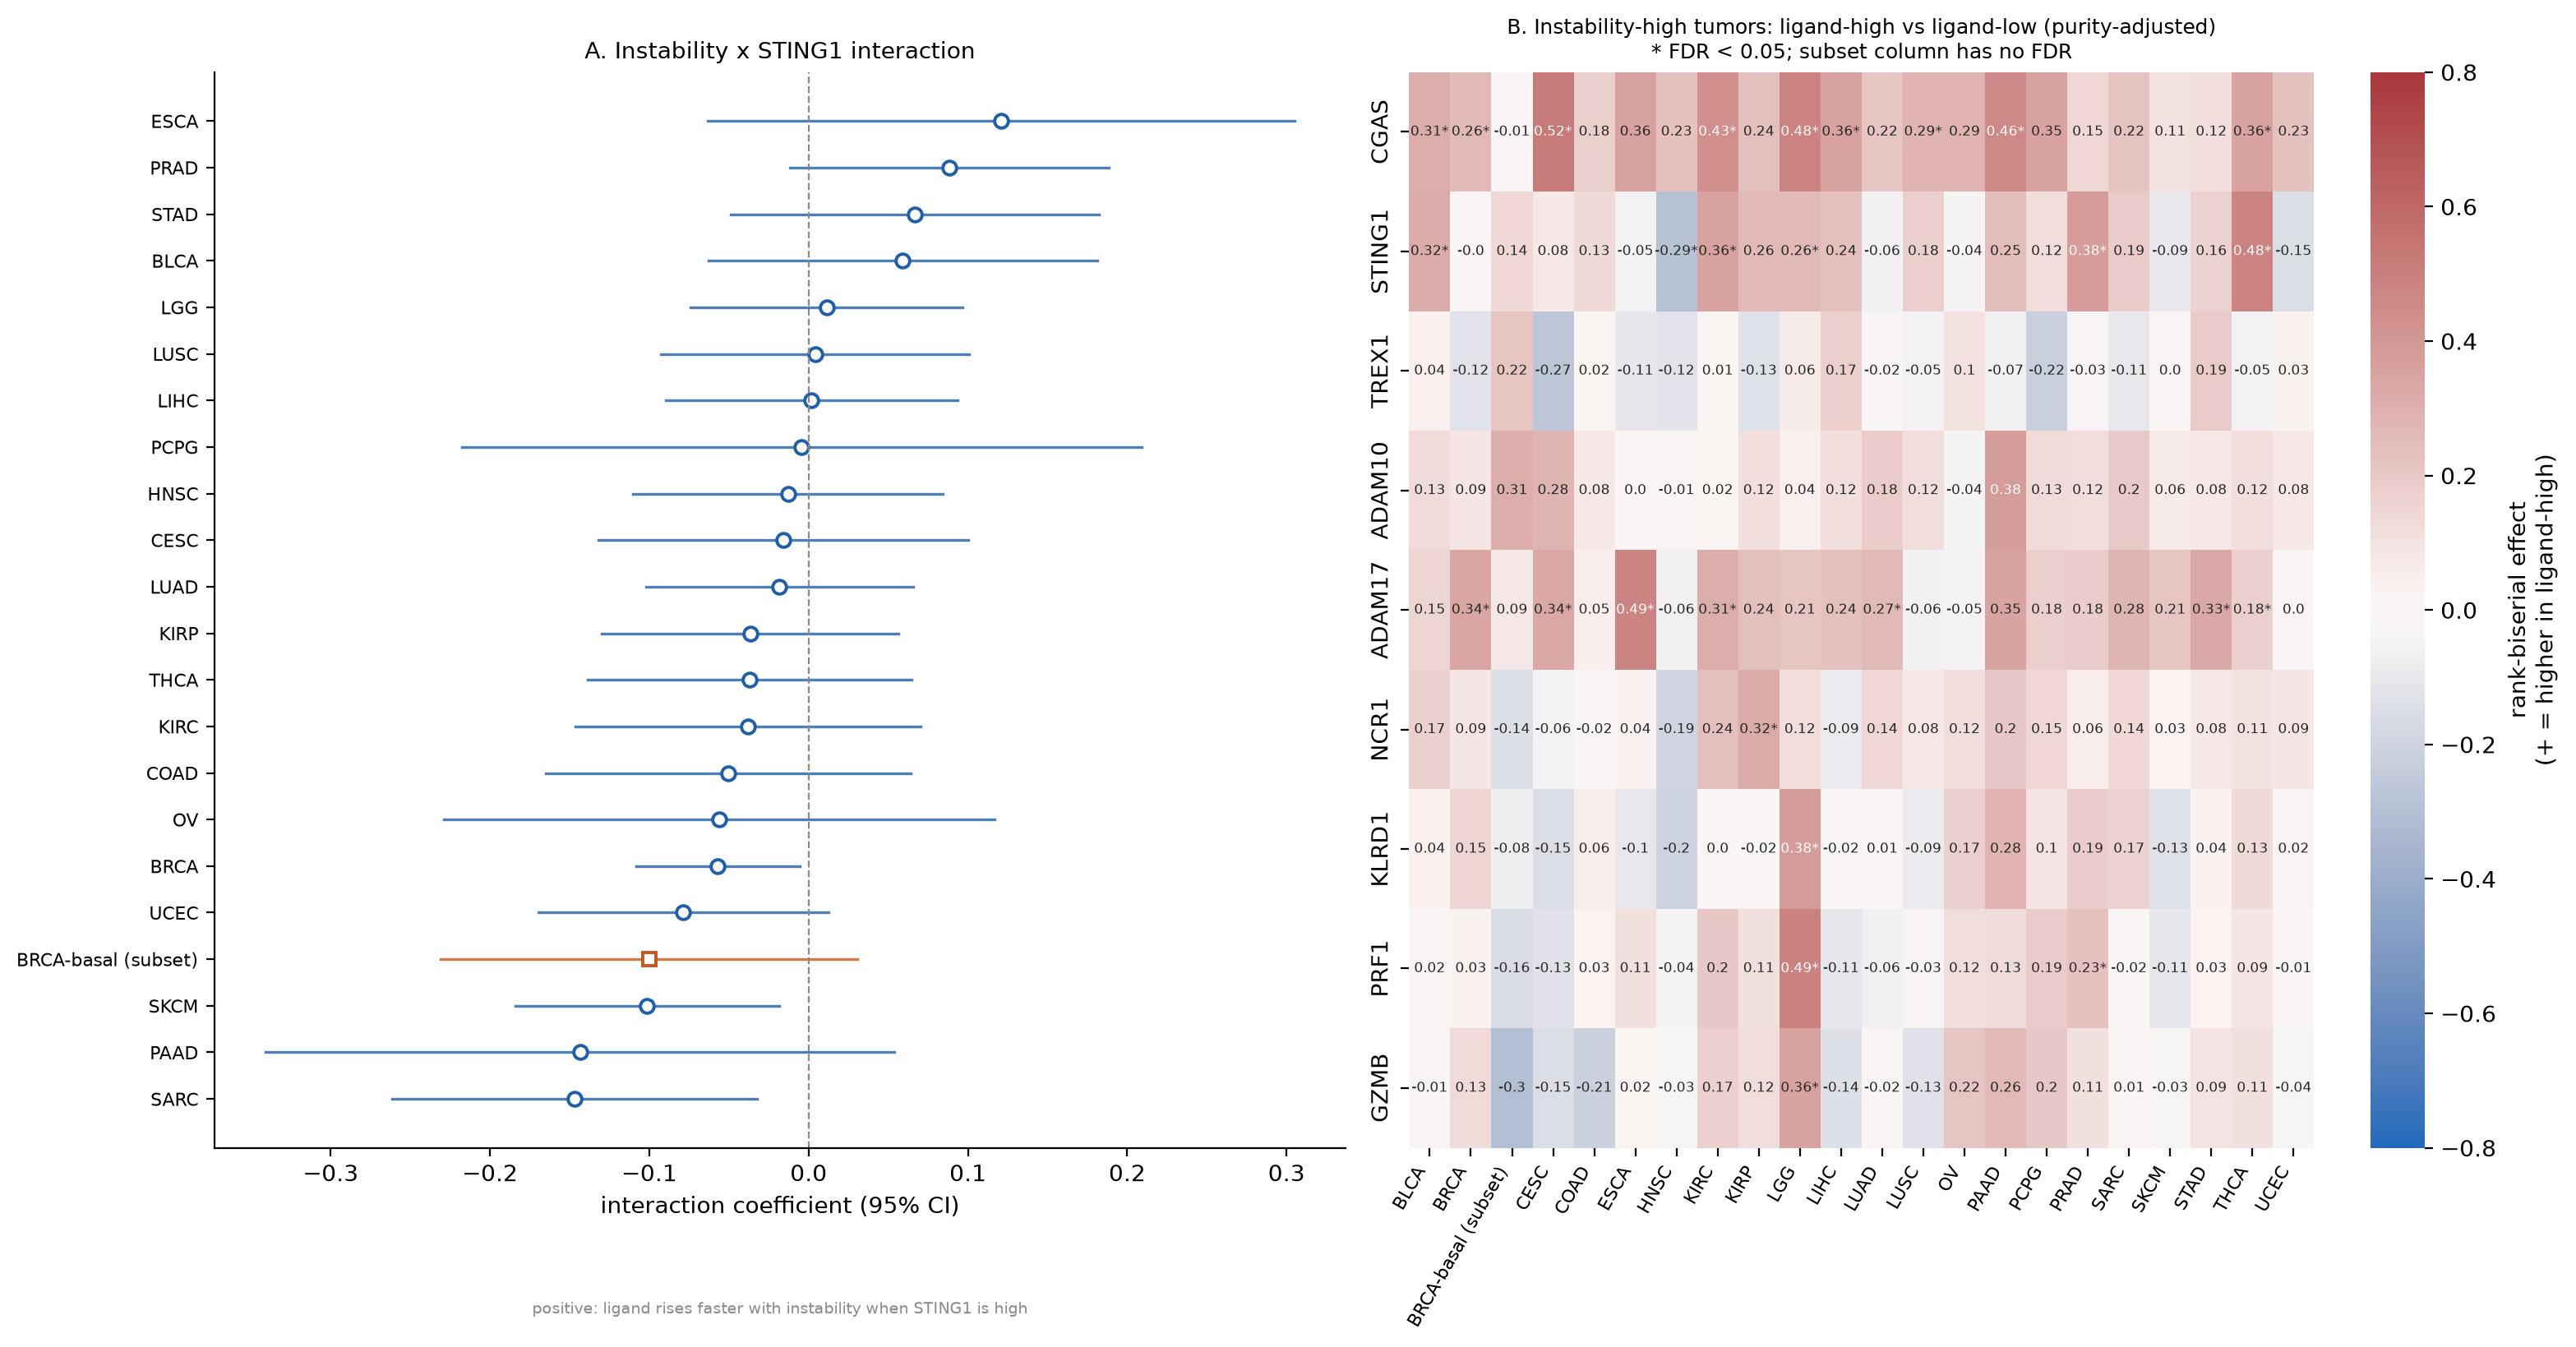 A. Instability x STING1 interaction
ESCA
PRAD
STAD
BLCA
LGG
LUSC
LIHC
PCPG
HNSC
CESC
LUAD
KIRP
THCA
KIRC
COAD
OV
BRCA
UCEC
BRCA-basal (subset)
SKCM
PAAD
SARC
−0.3 −0.2 −0.1 0.0 0.1 0.2 0.3
interaction coefficient (95% CI)
positive: ligand rises faster with instability when STING1 is high
B. Instability-high tumors: ligand-high vs ligand-low (purity-adjusted)
* FDR < 0.05; subset column has no FDR
CGAS 0.31* 0.26* -0.01 0.52* 0.18 0.36 0.23 0.43* 0.24 0.48* 0.36* 0.22 0.29* 0.29 0.46* 0.35 0.15 0.22 0.11 0.12 0.36* 0.23
STING1 0.32* -0.0 0.14 0.08 0.13 -0.05 -0.29* 0.36* 0.26 0.26* 0.24 -0.06 0.18 -0.04 0.25 0.12 0.38* 0.19 -0.09 0.16 0.48* -0.15
TREX1 0.04 -0.12 0.22 -0.27 0.02 -0.11 -0.12 0.01 -0.13 0.06 0.17 -0.02 -0.05 0.1 -0.07 -0.22 -0.03 -0.11 0.0 0.19 -0.05 0.03
ADAM10 0.13 0.09 0.31 0.28 0.08 0.0 -0.01 0.02 0.12 0.04 0.12 0.18 0.12 -0.04 0.38 0.13 0.12 0.2 0.06 0.08 0.12 0.08
ADAM17 0.15 0.34* 0.09 0.34* 0.05 0.49* -0.06 0.31* 0.24 0.21 0.24 0.27* -0.06 -0.05 0.35 0.18 0.18 0.28 0.21 0.33* 0.18* 0.0
NCR1 0.17 0.09 -0.14 -0.06 -0.02 0.04 -0.19 0.24 0.32* 0.12 -0.09 0.14 0.08 0.12 0.2 0.15 0.06 0.14 0.03 0.08 0.11 0.09
KLRD1 0.04 0.15 -0.08 -0.15 0.06 -0.1 -0.2 0.0 -0.02 0.38* -0.02 0.01 -0.09 0.17 0.28 0.1 0.19 0.17 -0.13 0.04 0.13 0.02
PRF1 0.02 0.03 -0.16 -0.13 0.03 0.11 -0.04 0.2 0.11 0.49* -0.11 -0.06 -0.03 0.12 0.13 0.19 0.23* -0.02 -0.11 0.03 0.09 -0.01
GZMB -0.01 0.13 -0.3 -0.15 -0.21 0.02 -0.03 0.17 0.12 0.36* -0.14 -0.02 -0.13 0.22 0.26 0.2 0.11 0.01 -0.03 0.09 0.11 -0.04
BLCA BRCA BRCA-basal (subset) CESC COAD ESCA HNSC KIRC KIRP LGG LIHC LUAD LUSC OV PAAD PCPG PRAD SARC SKCM STAD THCA UCEC
0.8
0.6
0.4
0.2
0.0
−0.2
−0.4
−0.6
−0.8
rank-biserial effect
(+ = higher in ligand-high)